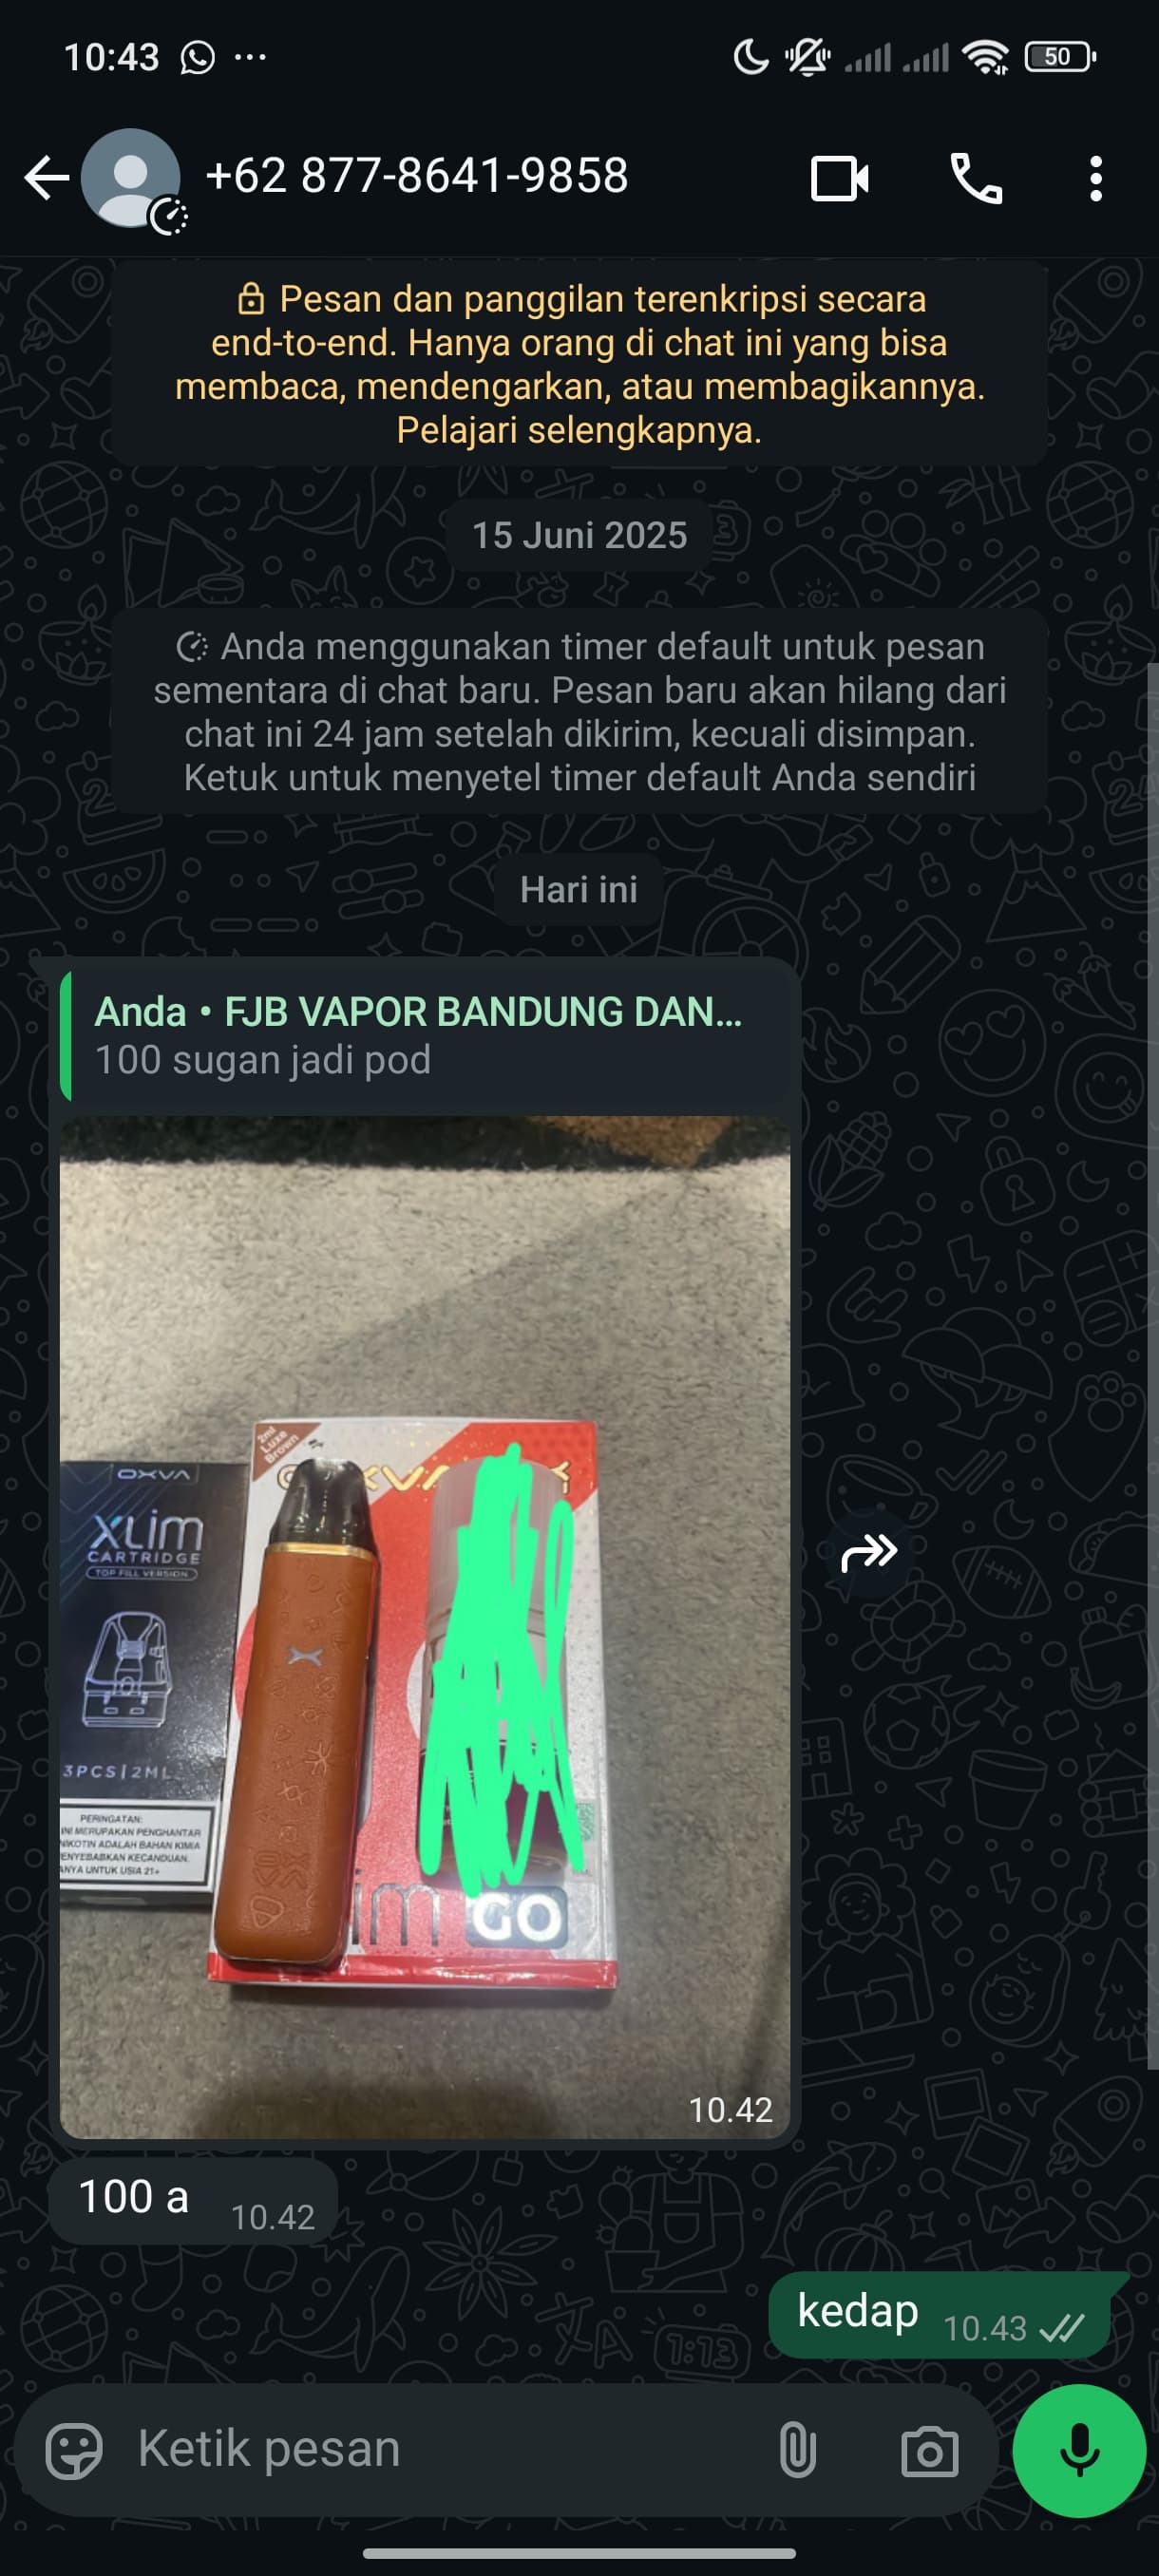 10:43
50
+62 877-8641-9858
Pesan dan panggilan terenkripsi secara
end-to-end. Hanya orang di chat ini yang bisa
membaca, mendengarkan, atau membagikannya.
Pelajari selengkapnya.
15 Juni 2025
Anda menggunakan timer default untuk pesan
sementara di chat baru. Pesan baru akan hilang dari
chat ini 24 jam setelah dikirim, kecuali disimpan.
Ketuk untuk menyetel timer default Anda sendiri
Hari ini
Anda • FJB VAPOR BANDUNG DAN...
100 sugan jadi pod
2ml
Luxe
Brown
OXVA
OXVA
XLIM
CARTRIDGE
TOP FILL VERSION
3PCS|2ML
PERINGATAN:
INI MERUPAKAN PENGHANTAR
NIKOTIN ADALAH BAHAN KIMIA
ENYEBABKAN KECANDUAN.
ANYA UNTUK USIA 21+
im GO
10.42
100 a
10.42
kedap
10.43
Ketik pesan